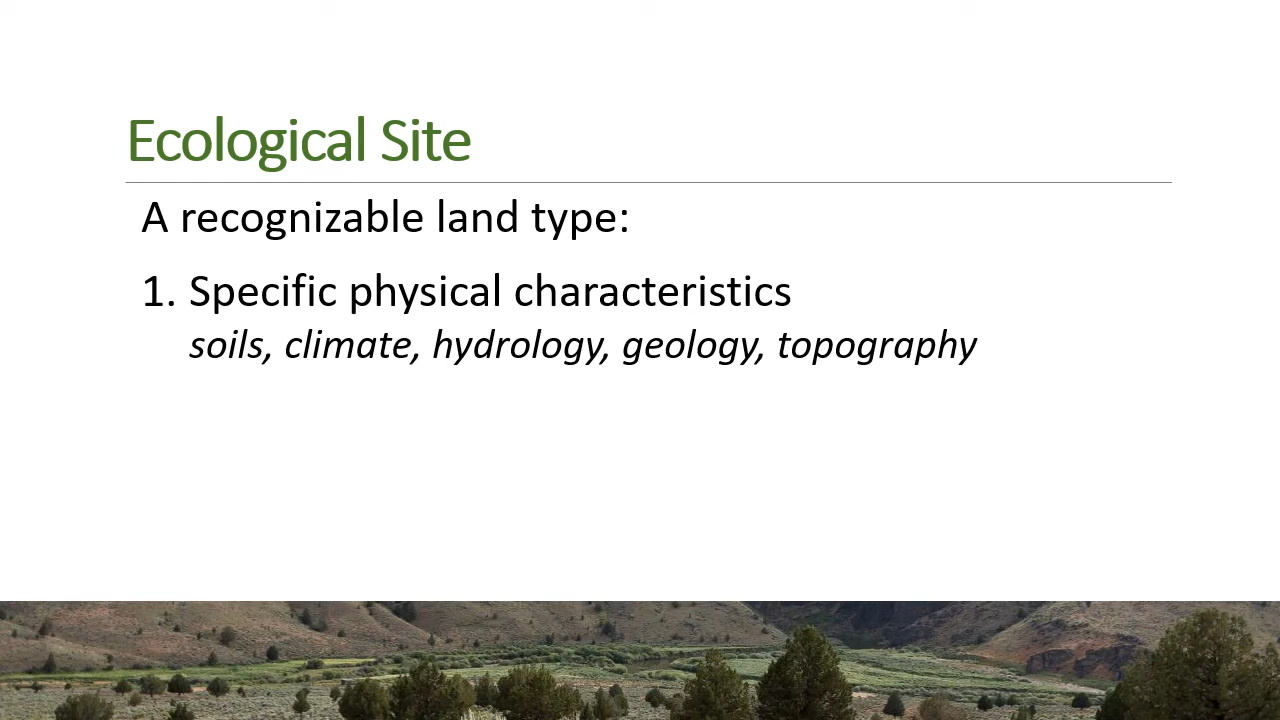 Ecological Site
A recognizable land type:
1. Specific physical characteristics
soils, climate, hydrology, geology, topography